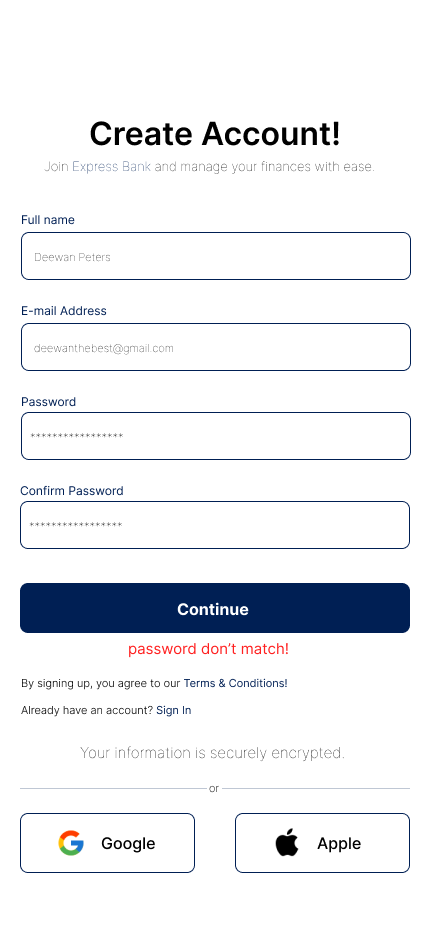 Create Account!
Join Express Bank and manage your finances with ease.
Full name
Deewan Peters
E-mail Address
deewanthebest@gmail.com
Password
*****************
Confirm Password
*****************
Continue
password don't match!
By signing up, you agree to our Terms & Conditions!
Already have an account? Sign In
Your information is securely encrypted.
or
Google
Apple